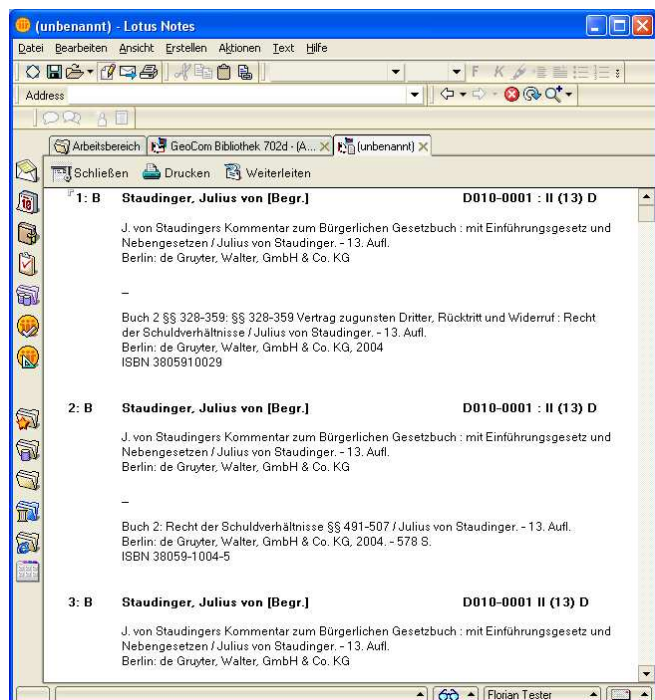 (unbenannt) - Lotus Notes
Datei Bearbeiten Ansicht Erstellen Aktionen Text Hilfe
F K
Address
Arbeitsbereich GeoCom Bibliothek 702d - (A... (unbenannt)
Schließen Drucken Weiterleiten
1: B Staudinger, Julius von [Begr.] D010-0001 : II (13) D
J. von Staudingers Kommentar zum Bürgerlichen Gesetzbuch : mit Einführungsgesetz und
Nebengesetzen / Julius von Staudinger. - 13. Aufl.
Berlin: de Gruyter, Walter, GmbH & Co. KG
–
Buch 2 §§ 328-359: §§ 328-359 Vertrag zugunsten Dritter, Rücktritt und Widerruf : Recht
der Schuldverhältnisse / Julius von Staudinger. - 13. Aufl.
Berlin: de Gruyter, Walter, GmbH & Co. KG, 2004
ISBN 3805910029
2: B Staudinger, Julius von [Begr.] D010-0001 : II (13) D
J. von Staudingers Kommentar zum Bürgerlichen Gesetzbuch : mit Einführungsgesetz und
Nebengesetzen / Julius von Staudinger. - 13. Aufl.
Berlin: de Gruyter, Walter, GmbH & Co. KG
–
Buch 2: Recht der Schuldverhältnisse §§ 491-507 / Julius von Staudinger. - 13. Aufl.
Berlin: de Gruyter, Walter, GmbH & Co. KG, 2004. - 578 S.
ISBN 38059-1004-5
3: B Staudinger, Julius von [Begr.] D010-0001 II (13) D
J. von Staudingers Kommentar zum Bürgerlichen Gesetzbuch : mit Einführungsgesetz und
Nebengesetzen / Julius von Staudinger. - 13. Aufl.
Berlin: de Gruyter, Walter, GmbH & Co. KG
Florian Tester